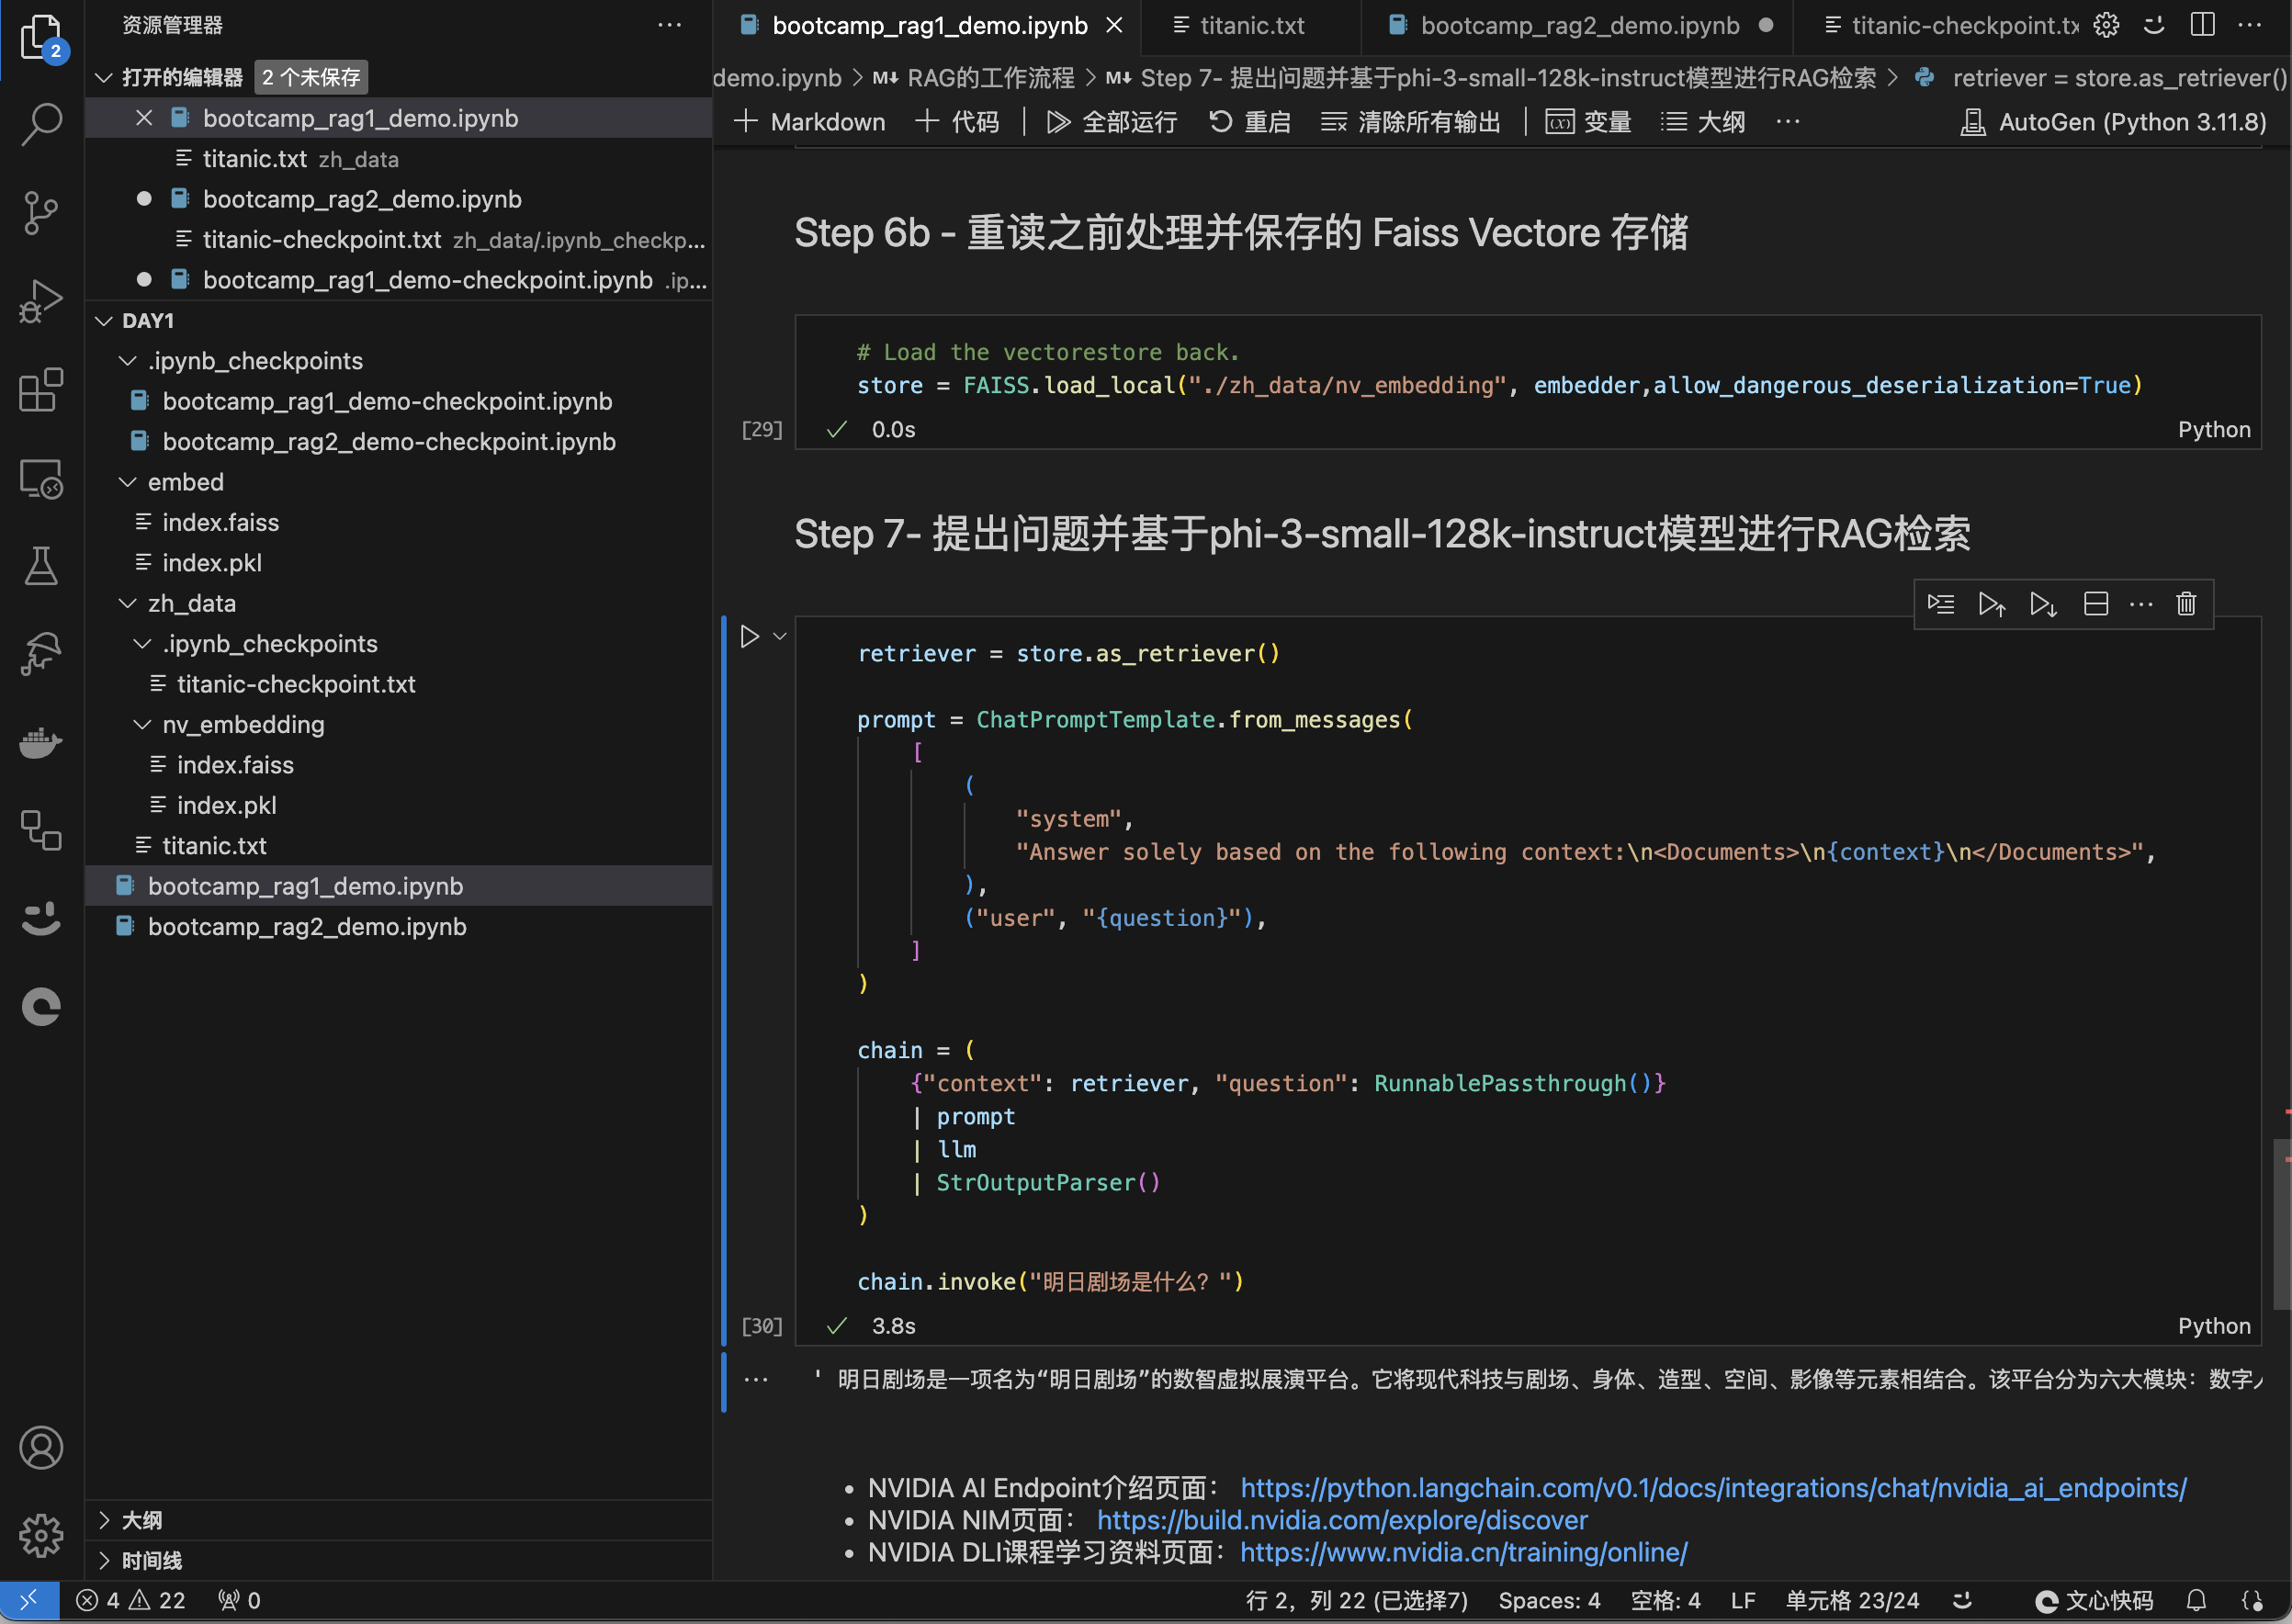 资源管理器
打开的编辑器 2 个未保存
bootcamp_rag1_demo.ipynb
titanic.txt zh_data
bootcamp_rag2_demo.ipynb
titanic-checkpoint.txt zh_data/.ipynb_checkp...
bootcamp_rag1_demo-checkpoint.ipynb .ip...
DAY1
.ipynb_checkpoints
bootcamp_rag1_demo-checkpoint.ipynb
bootcamp_rag2_demo-checkpoint.ipynb
embed
index.faiss
index.pkl
zh_data
.ipynb_checkpoints
titanic-checkpoint.txt
nv_embedding
index.faiss
index.pkl
titanic.txt
bootcamp_rag1_demo.ipynb
bootcamp_rag2_demo.ipynb
大纲
时间线
2
bootcamp_rag1_demo.ipynb titanic.txt bootcamp_rag2_demo.ipynb titanic-checkpoint.tx
demo.ipynb > M↓ RAG的工作流程 > M↓ Step 7- 提出问题并基于phi-3-small-128k-instruct模型进行RAG检索 > retriever = store.as_retriever()
+ Markdown + 代码 | 全部运行 重启 清除所有输出 | 变量 大纲 ... AutoGen (Python 3.11.8)
Step 6b - 重读之前处理并保存的 Faiss Vectore 存储
# Load the vectorestore back.
store = FAISS.load_local("./zh_data/nv_embedding", embedder,allow_dangerous_deserialization=True)
[29] ✓ 0.0s Python
Step 7- 提出问题并基于phi-3-small-128k-instruct模型进行RAG检索
retriever = store.as_retriever()
prompt = ChatPromptTemplate.from_messages(
[
(
"system",
"Answer solely based on the following context:\n<Documents>\n{context}\n</Documents>",
),
("user", "{question}"),
]
)
chain = (
{"context": retriever, "question": RunnablePassthrough()}
| prompt
| llm
| StrOutputParser()
)
chain.invoke("明日剧场是什么？")
[30] ✓ 3.8s Python
... ' 明日剧场是一项名为“明日剧场”的数智虚拟展演平台。它将现代科技与剧场、身体、造型、空间、影像等元素相结合。该平台分为六大模块：数字
• NVIDIA AI Endpoint介绍页面： https://python.langchain.com/v0.1/docs/integrations/chat/nvidia_ai_endpoints/
• NVIDIA NIM页面： https://build.nvidia.com/explore/discover
• NVIDIA DLI课程学习资料页面：https://www.nvidia.cn/training/online/
4 22 0 行 2，列 22 (已选择7) Spaces: 4 空格: 4 LF 单元格 23/24 文心快码